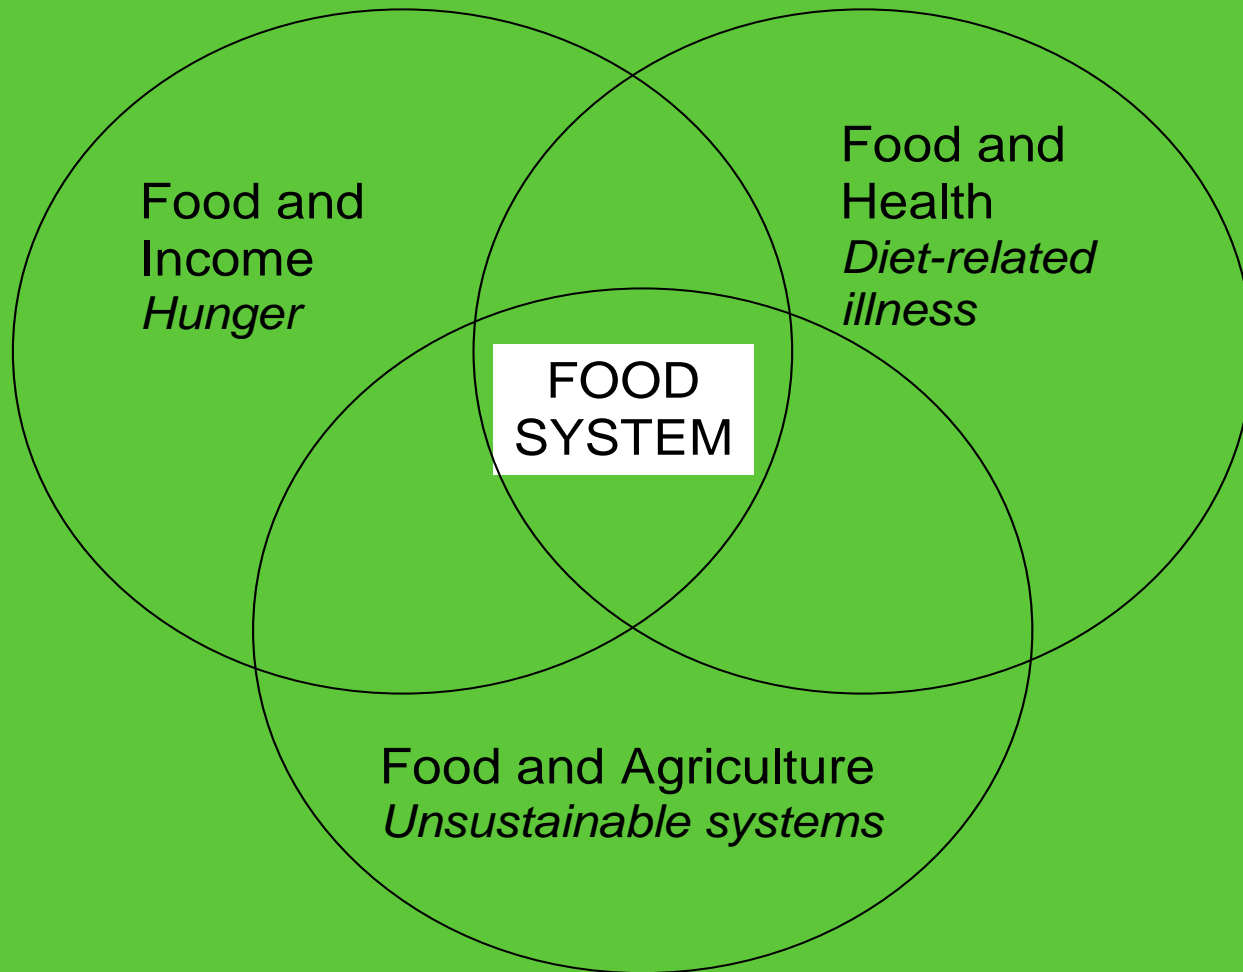 Food and
Income
Hunger
Food and
Health
Diet-related
illness
FOOD
SYSTEM
Food and Agriculture
Unsustainable systems